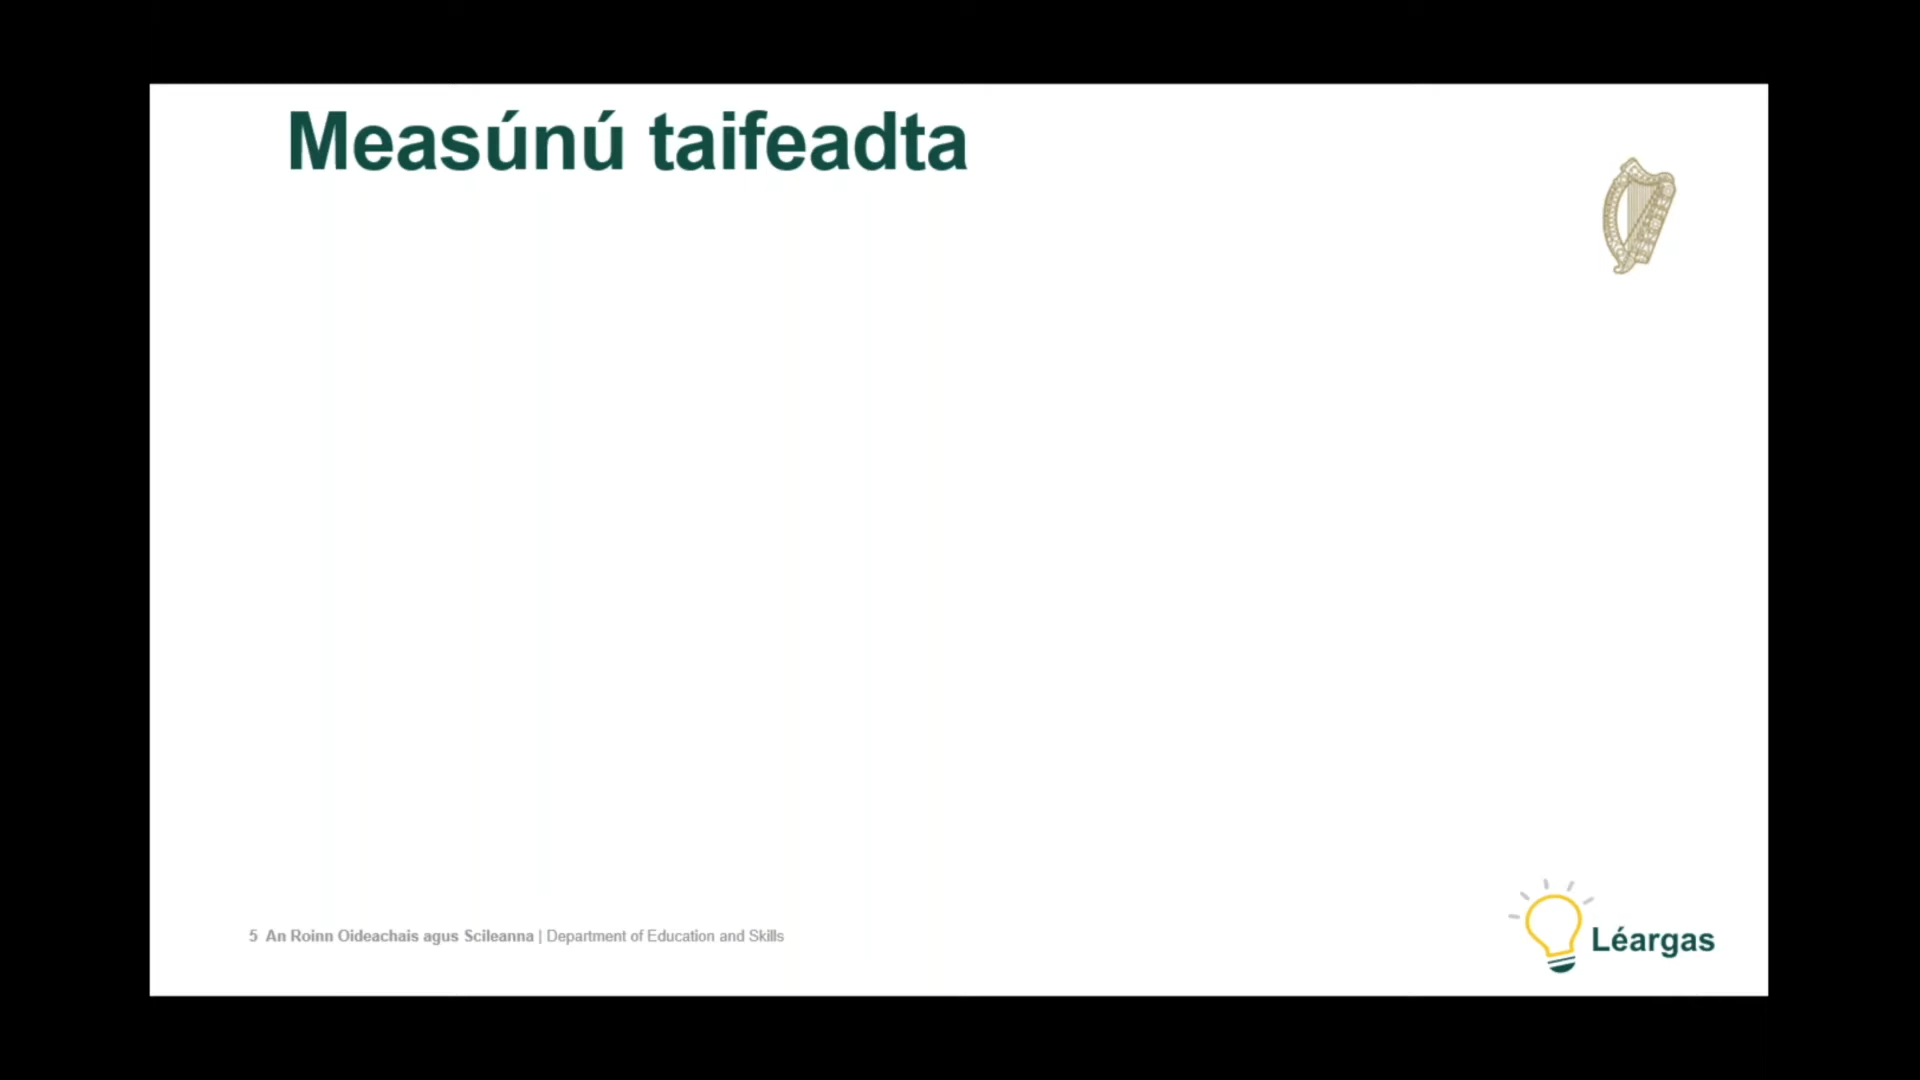 Measúnú taifeadta
5 An Roinn Oideachais agus Scileanna | Department of Education and Skills
Léargas